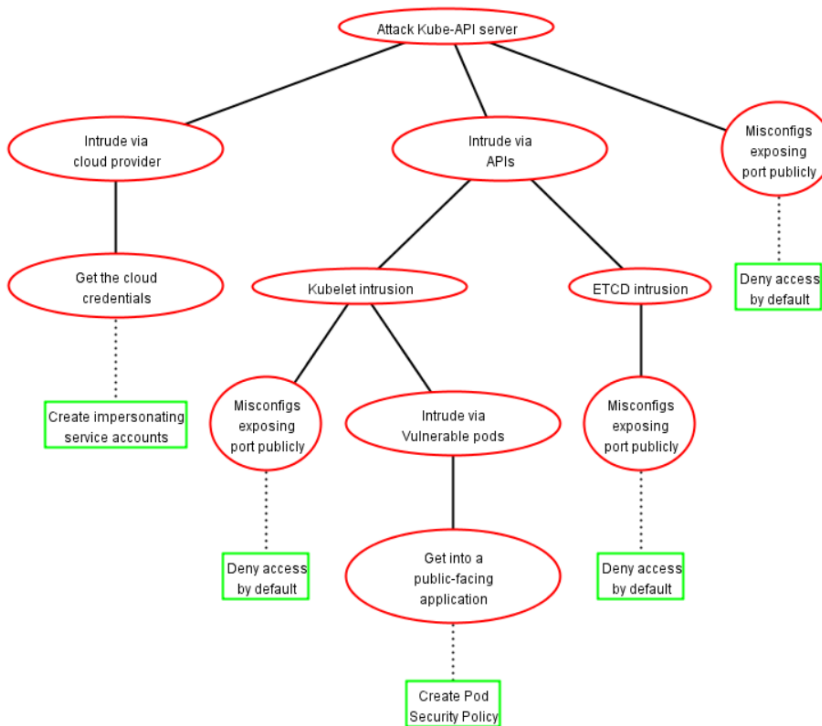 Attack Kube-API server
Intrude via
cloud provider
Intrude via
APIs
Misconfigs
exposing
port publicly
Get the cloud
credentials
Kubelet intrusion
ETCD intrusion
Deny access
by default
Create impersonating
service accounts
Misconfigs
exposing
port publicly
Intrude via
Vulnerable pods
Misconfigs
exposing
port publicly
Deny access
by default
Get into a
public-facing
application
Deny access
by default
Create Pod
Security Policy